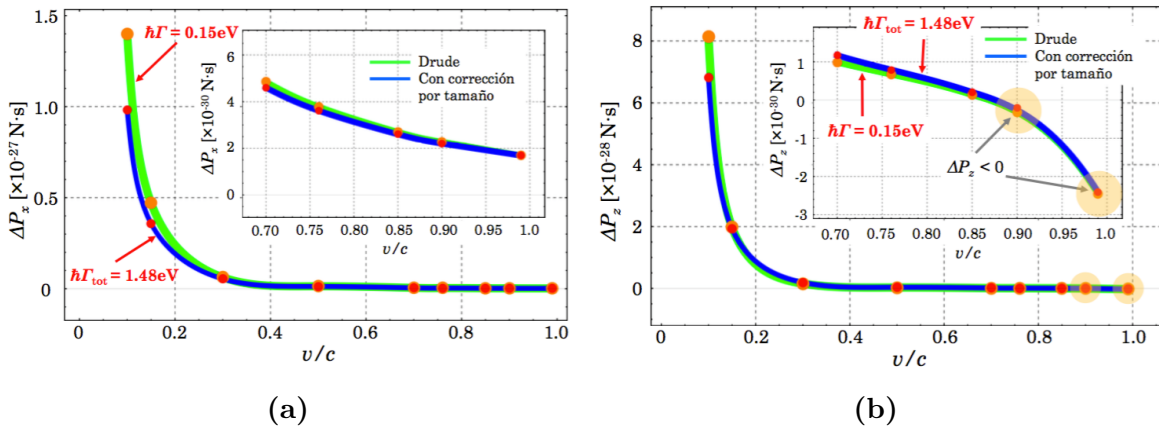 (a)
ΔPₓ [×10⁻²⁷ N·s]
1.5
1.0
0.5
0
0
0.2
0.4
0.6
0.8
1.0
v/c
ħΓ = 0.15eV
ħΓtot = 1.48eV
ΔPₓ [×10⁻³⁰ N·s]
6
4
2
0
0.70
0.75
0.80
0.85
0.90
0.95
1.0
v/c
Drude
Con corrección
por tamaño
(b)
ΔP_z [×10⁻²⁸ N·s]
8
6
4
2
0
0
0.2
0.4
0.6
0.8
1.0
v/c
ΔP_z [×10⁻³⁰ N·s]
1
0
-1
-2
-3
0.70
0.75
0.80
0.85
0.90
0.95
1.0
v/c
ħΓtot = 1.48eV
Drude
Con corrección
por tamaño
ħΓ = 0.15eV
ΔP_z < 0